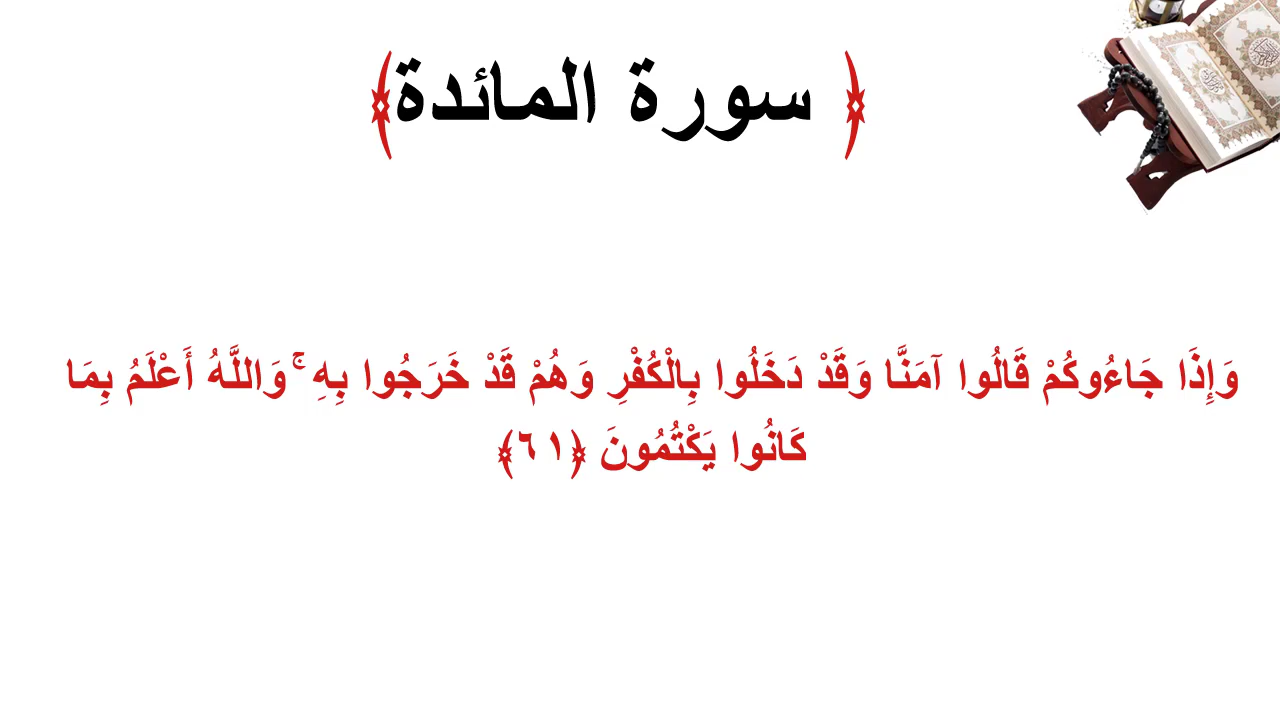 ﴿ سورة المائدة﴾
وَإِذَا جَاءُوكُمْ قَالُوا آمَنَّا وَقَدْ دَخَلُوا بِالْكُفْرِ وَهُمْ قَدْ خَرَجُوا بِهِ ۚ وَاللَّهُ أَعْلَمُ بِمَا
كَانُوا يَكْتُمُونَ ﴿٦١﴾